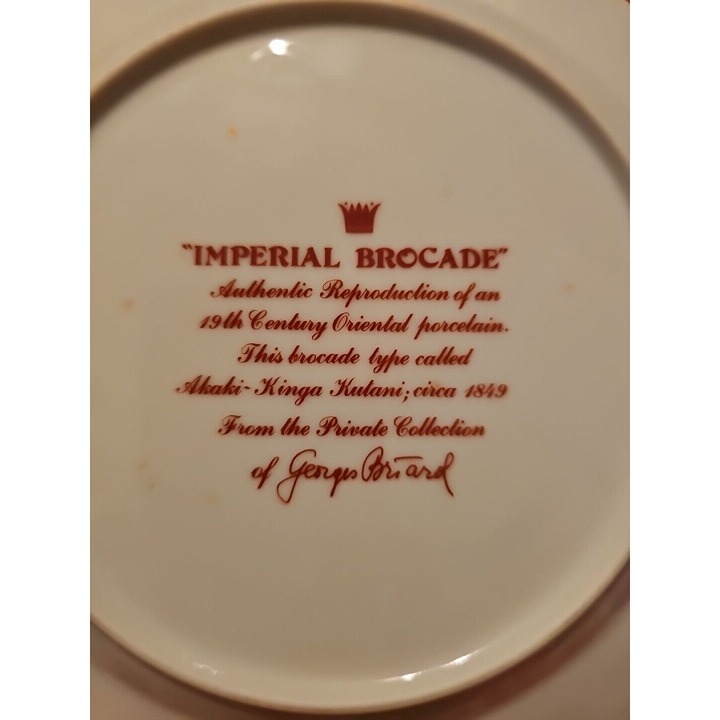 "IMPERIAL BROCADE"
Authentic Reproduction of an
19th Century Oriental porcelain.
This brocade type called
Akaki-Kinga Kutani; circa 1849
From the Private Collection
of Georges Briard